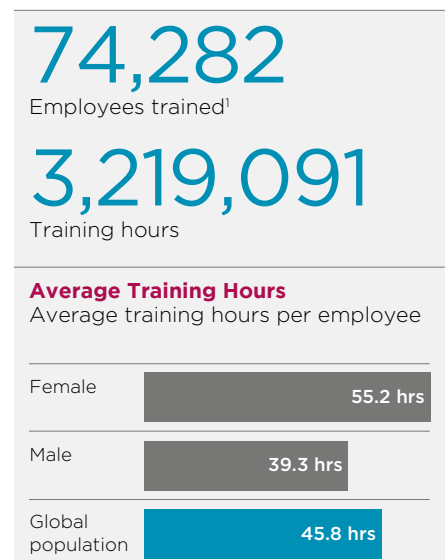 74,282
Employees trained¹
3,219,091
Training hours
Average Training Hours
Average training hours per employee
Female
55.2 hrs
Male
39.3 hrs
Global
population
45.8 hrs